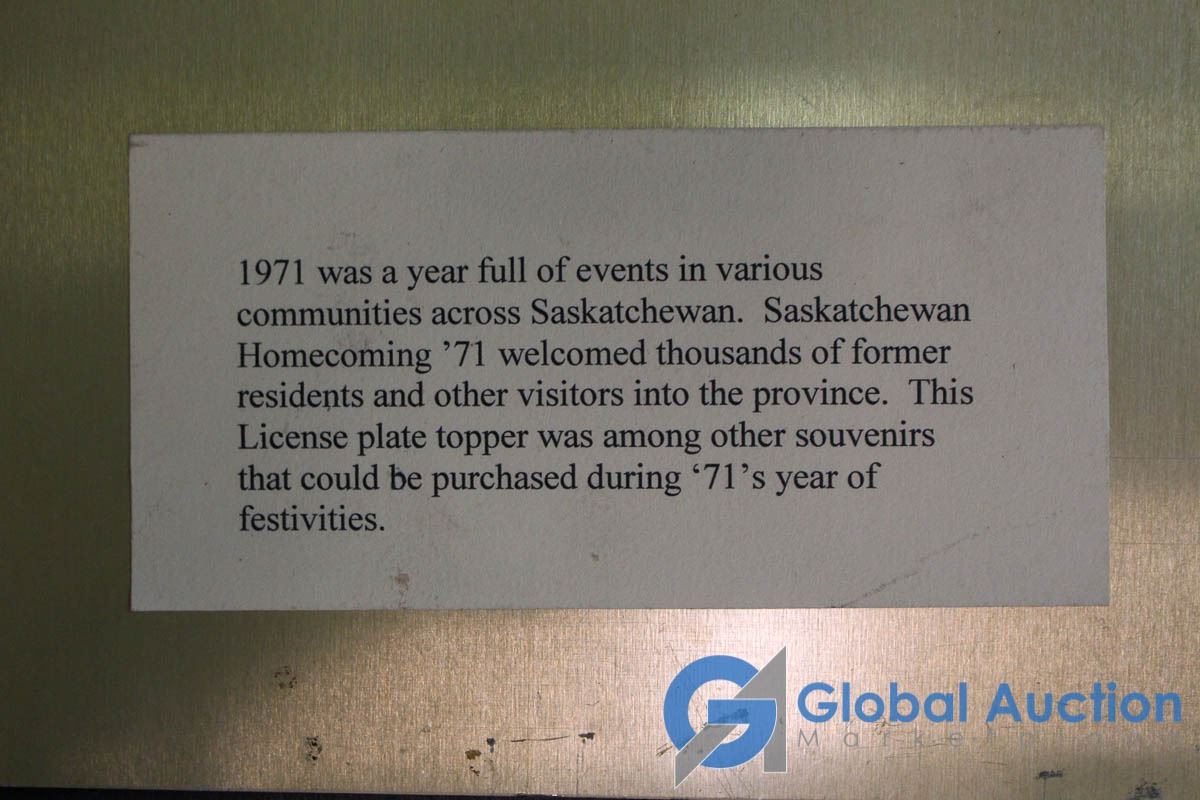 1971 was a year full of events in various
communities across Saskatchewan.  Saskatchewan
Homecoming ’71 welcomed thousands of former
residents and other visitors into the province.  This
License plate topper was among other souvenirs
that could be purchased during ‘71’s year of
festivities.
Global Auction